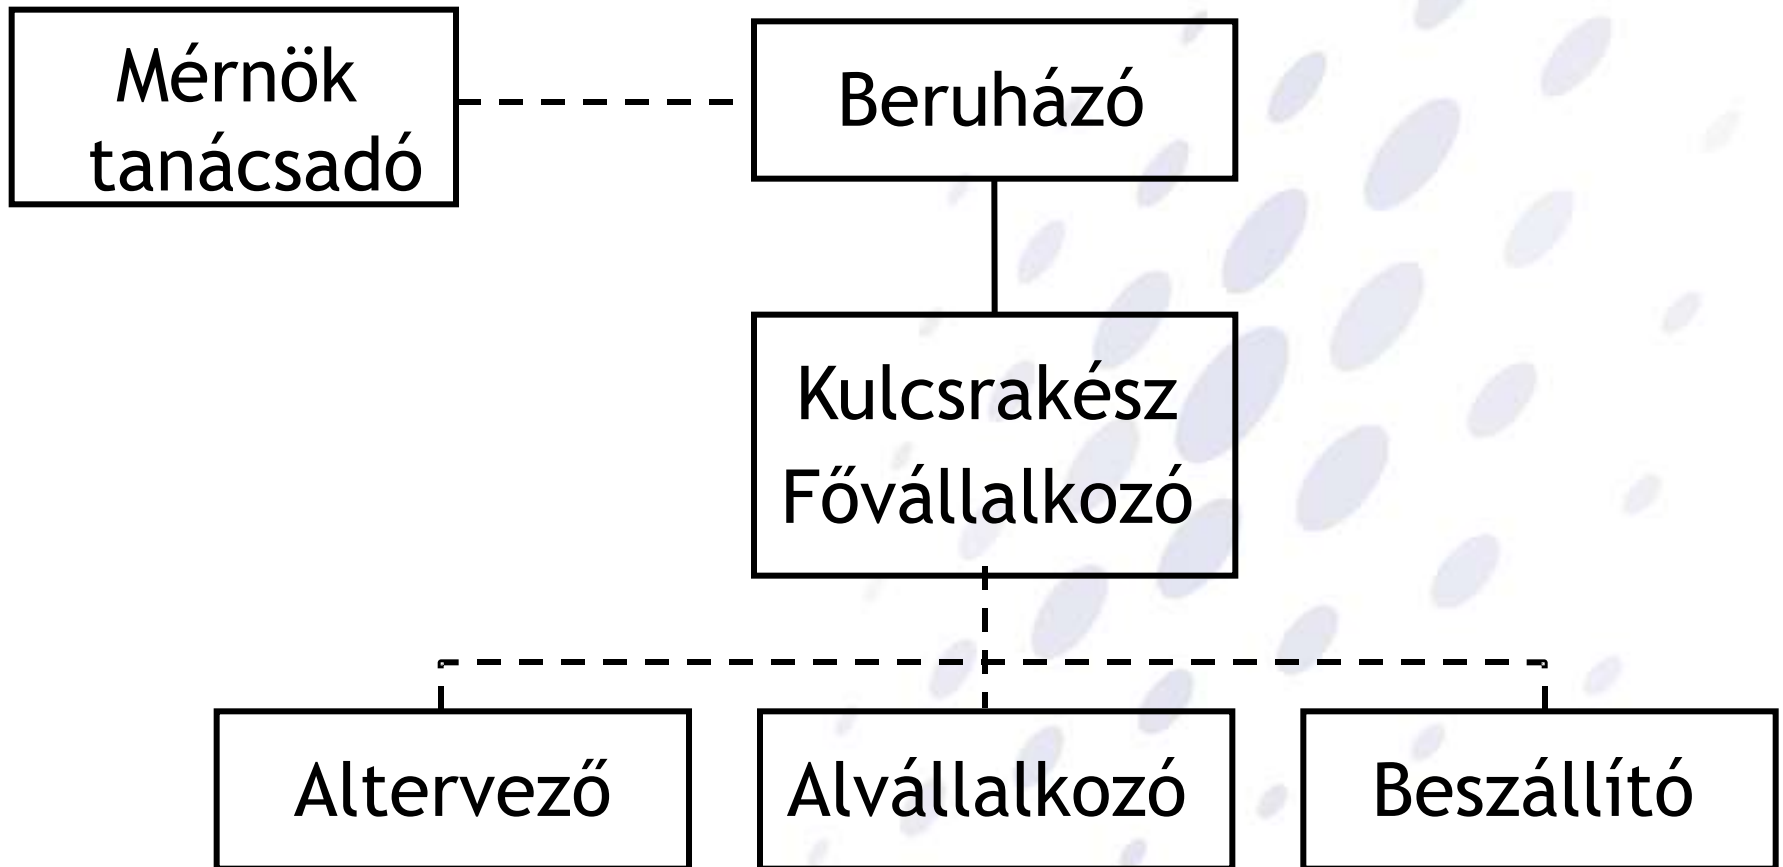 Mérnök
tanácsadó
Beruházó
Kulcsrakész
Fővállalkozó
Altervező
Alvállalkozó
Beszállító